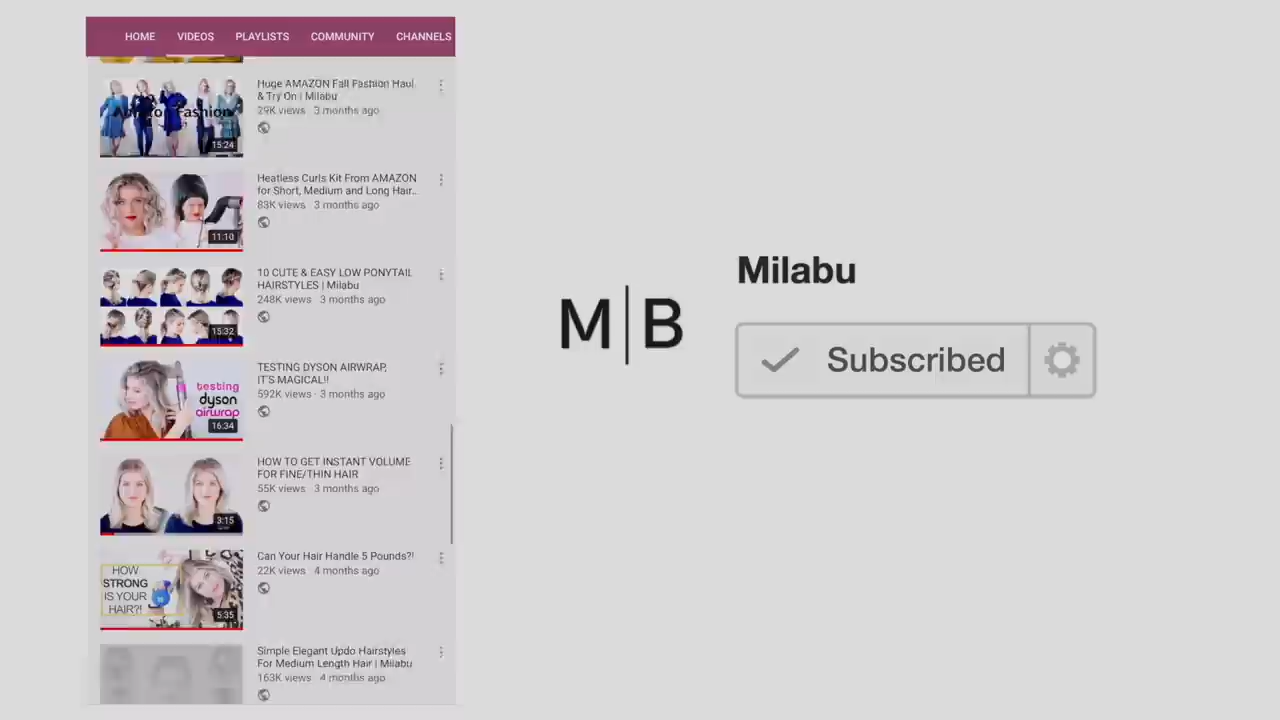 HOME VIDEOS PLAYLISTS COMMUNITY CHANNELS
Huge AMAZON Fall Fashion Haul
& Try On | Milabu
29K views · 3 months ago
Amazon Fashion
15:24
Heatless Curls Kit From AMAZON
for Short, Medium and Long Hair..
83K views · 3 months ago
11:10
10 CUTE & EASY LOW PONYTAIL
HAIRSTYLES | Milabu
248K views · 3 months ago
15:32
TESTING DYSON AIRWRAP,
IT'S MAGICAL!!
592K views · 3 months ago
testing
dyson
airwrap
16:34
HOW TO GET INSTANT VOLUME
FOR FINE/THIN HAIR
55K views · 3 months ago
3:15
Can Your Hair Handle 5 Pounds?!
22K views · 4 months ago
HOW
STRONG
IS YOUR
HAIR?!
5:35
Simple Elegant Updo Hairstyles
For Medium Length Hair | Milabu
163K views · 4 months ago
M|B
Milabu
Subscribed